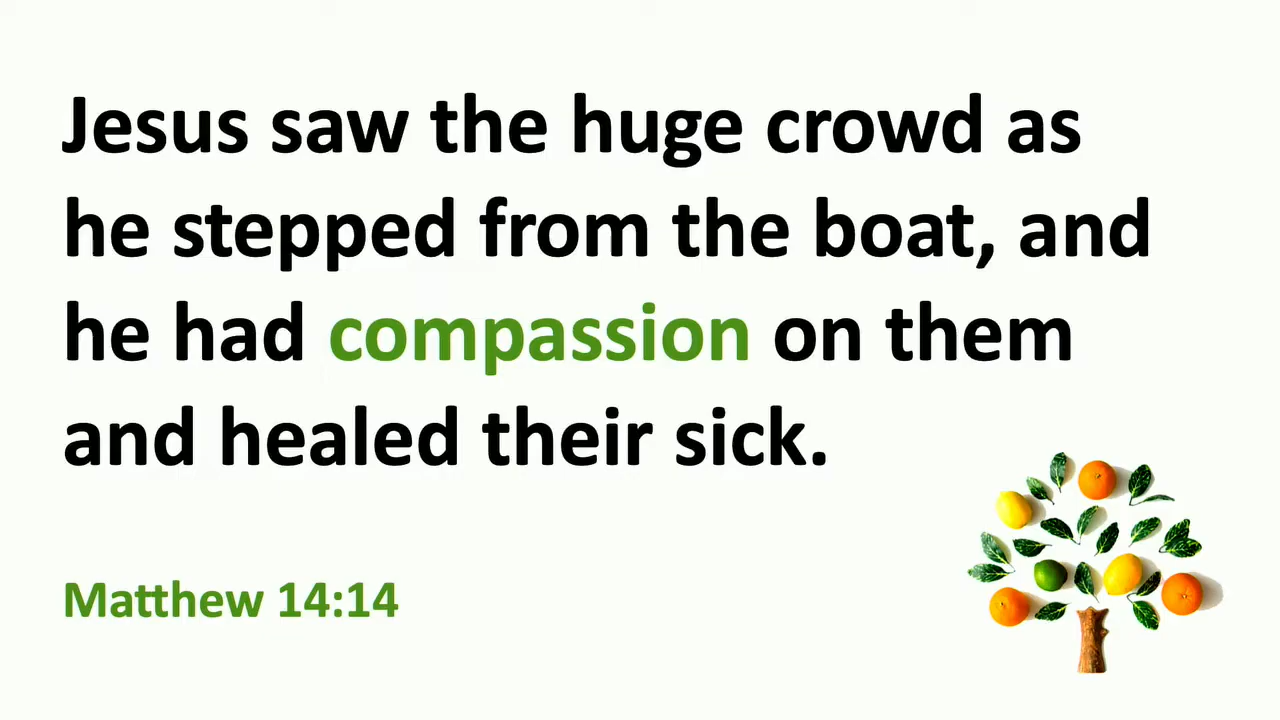 Jesus saw the huge crowd as
he stepped from the boat, and
he had compassion on them
and healed their sick.
Matthew 14:14